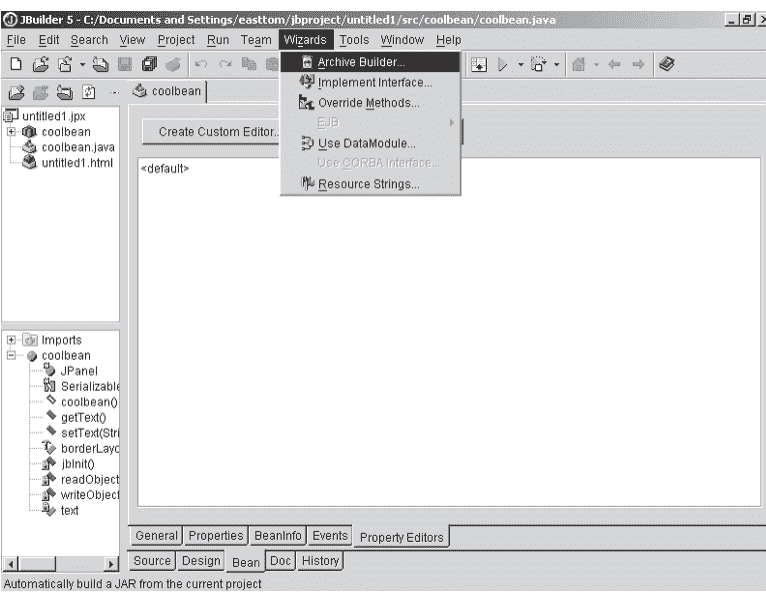 JBuilder 5 - C:/Documents and Settings/easttom/jbproject/untitled1/src/coolbean/coolbean.java
File Edit Search View Project Run Team Wizards Tools Window Help
Archive Builder...
Implement Interface...
Override Methods...
EJB
Use DataModule...
Use CORBA Interface...
Resource Strings...
coolbean
untitled1.jpx
coolbean
coolbean.java
untitled1.html
Create Custom Editor..
<default>
Imports
coolbean
JPanel
Serializable
coolbean()
getText()
setText(Stri
borderLayo
jbInit()
readObject
writeObject
text
General Properties BeanInfo Events Property Editors
Source Design Bean Doc History
Automatically build a JAR from the current project